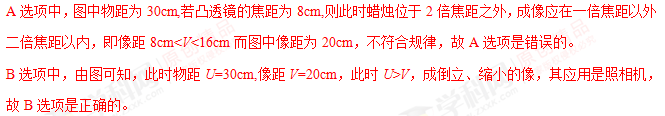 A 选项中，图中物距为 30cm,若凸透镜的焦距为 8cm,则此时蜡烛位于 2 倍焦距之外，成像应在一倍焦距以外
二倍焦距以内，即像距 8cm<V<16cm 而图中像距为 20cm，不符合规律，故 A 选项是错误的。
B 选项中，由图可知，此时物距 U=30cm,像距 V=20cm，此时 U>V，成倒立、缩小的像，其应用是照相机，
故 B 选项是正确的。